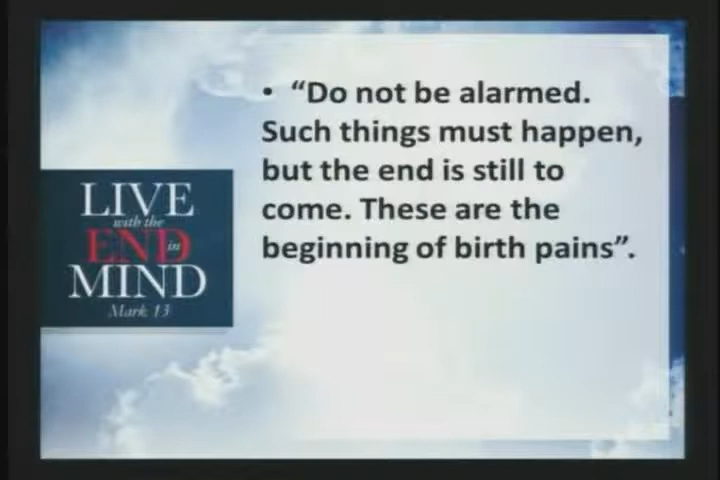 LIVE
with the
END in
MIND
Mark 13
• “Do not be alarmed.
Such things must happen,
but the end is still to
come. These are the
beginning of birth pains”.